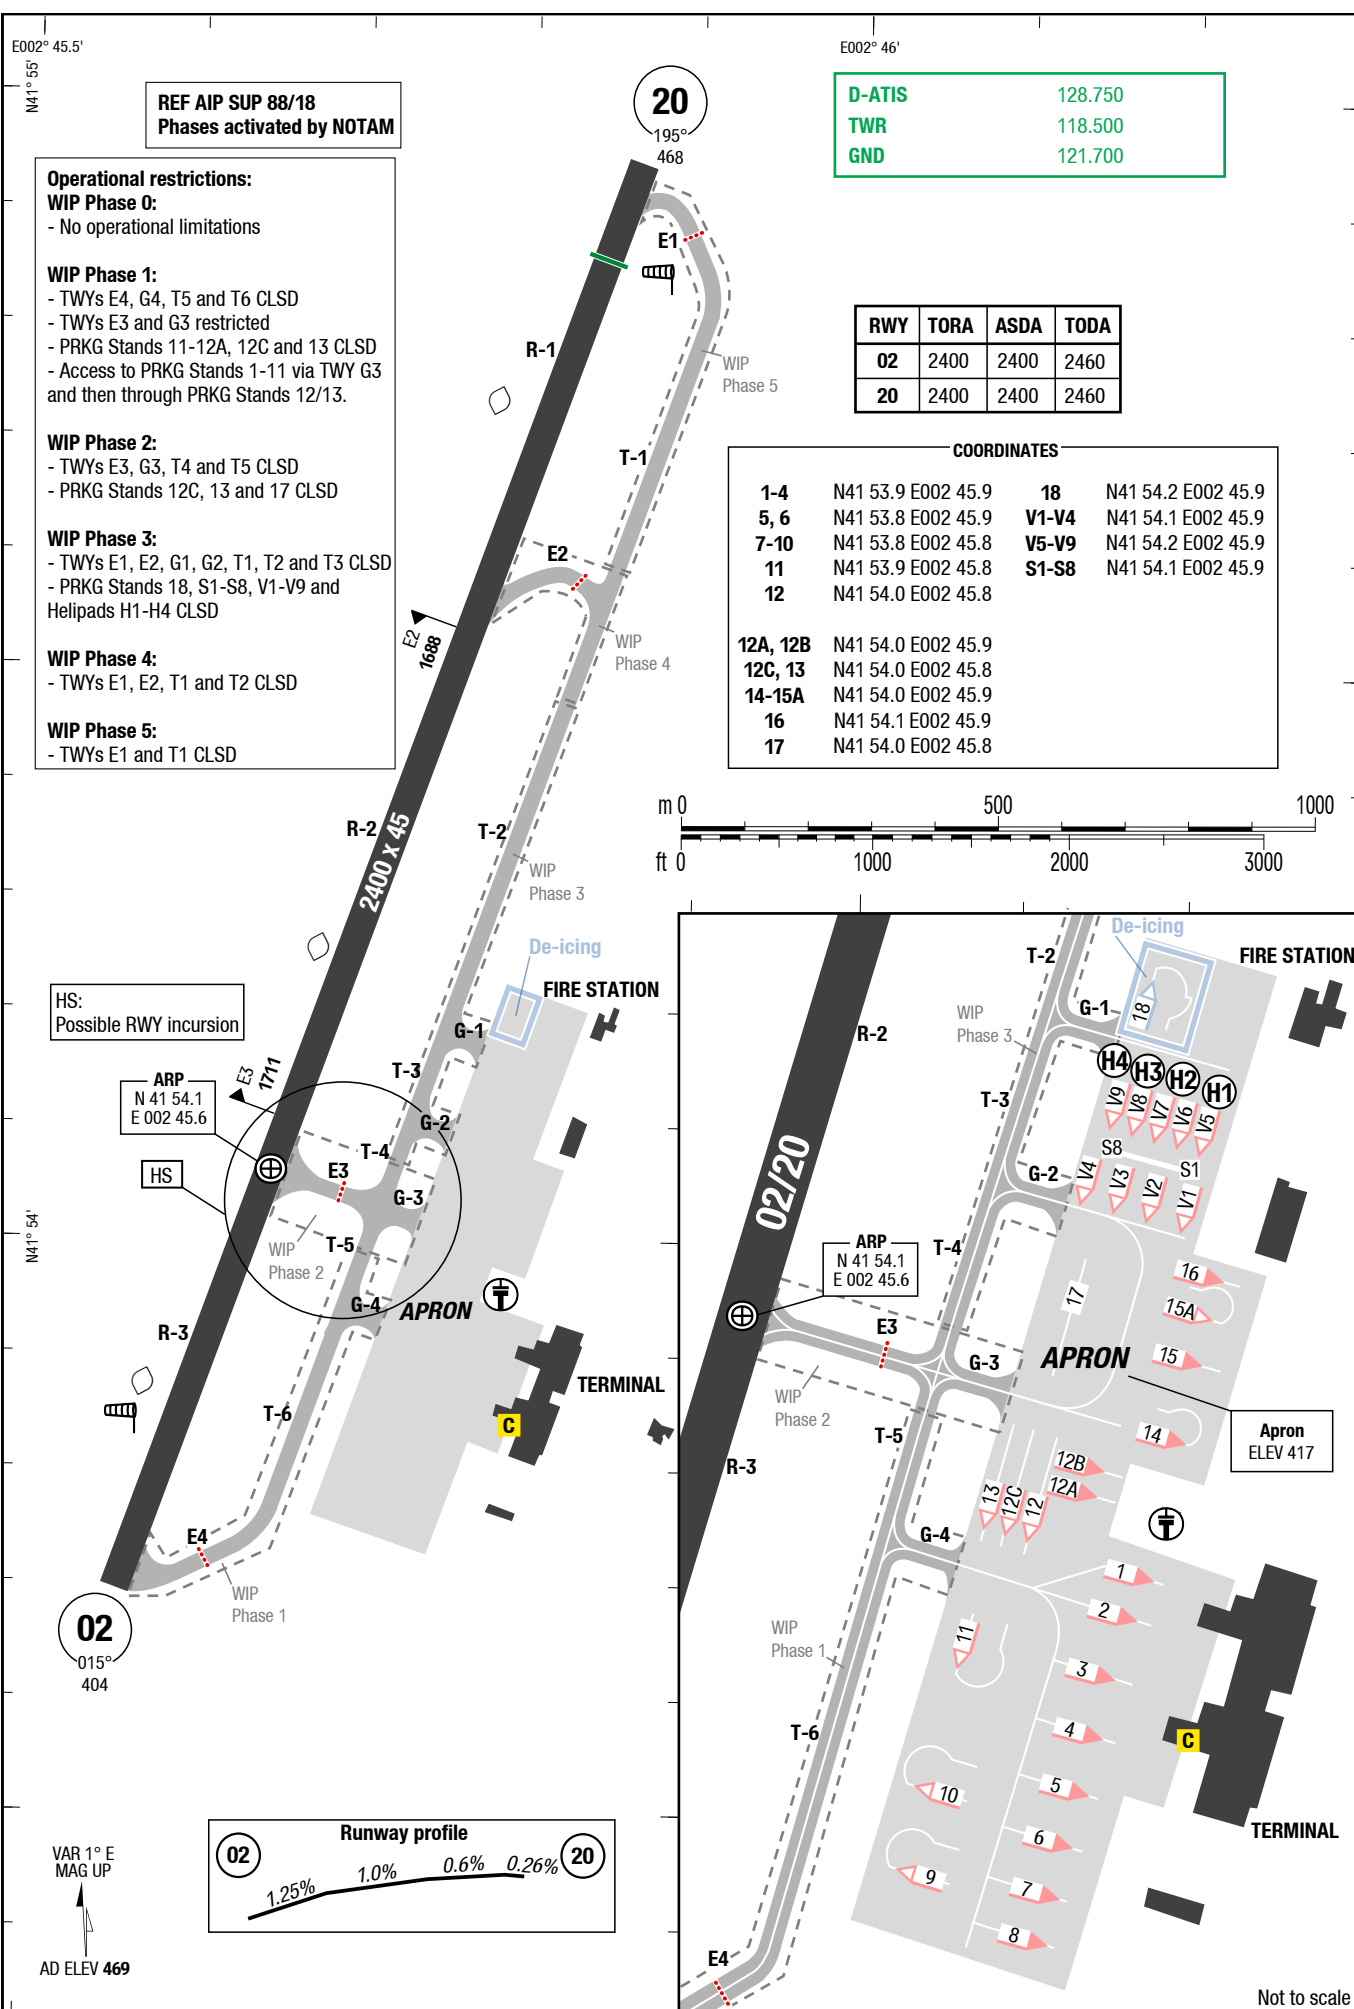 E002° 45.5'
E002° 46'
N41° 55'
REF AIP SUP 88/18
Phases activated by NOTAM
20
195°
468
D-ATIS 128.750
TWR 118.500
GND 121.700
Operational restrictions:
WIP Phase 0:
- No operational limitations
WIP Phase 1:
- TWYs E4, G4, T5 and T6 CLSD
- TWYs E3 and G3 restricted
- PRKG Stands 11-12A, 12C and 13 CLSD
- Access to PRKG Stands 1-11 via TWY G3
and then through PRKG Stands 12/13.
WIP Phase 2:
- TWYs E3, G3, T4 and T5 CLSD
- PRKG Stands 12C, 13 and 17 CLSD
WIP Phase 3:
- TWYs E1, E2, G1, G2, T1, T2 and T3 CLSD
- PRKG Stands 18, S1-S8, V1-V9 and
Helipads H1-H4 CLSD
WIP Phase 4:
- TWYs E1, E2, T1 and T2 CLSD
WIP Phase 5:
- TWYs E1 and T1 CLSD
E1
R-1
WIP
Phase 5
T-1
E2
E2
1688
WIP
Phase 4
RWY TORA ASDA TODA
02 2400 2400 2460
20 2400 2400 2460
COORDINATES
1-4 N41 53.9 E002 45.9 18 N41 54.2 E002 45.9
5, 6 N41 53.8 E002 45.9 V1-V4 N41 54.1 E002 45.9
7-10 N41 53.8 E002 45.8 V5-V9 N41 54.2 E002 45.9
11 N41 53.9 E002 45.8 S1-S8 N41 54.1 E002 45.9
12 N41 54.0 E002 45.8
12A, 12B N41 54.0 E002 45.9
12C, 13 N41 54.0 E002 45.8
14-15A N41 54.0 E002 45.9
16 N41 54.1 E002 45.9
17 N41 54.0 E002 45.8
m 0 500 1000
ft 0 1000 2000 3000
R-2
2400 x 45
T-2
WIP
Phase 3
De-icing
FIRE STATION
HS:
Possible RWY incursion
G-1
E3
1711
T-3
ARP
N 41 54.1
E 002 45.6
G-2
T-4
HS
E3
G-3
N41° 54'
T-5
WIP
Phase 2
G-4
APRON
R-3
TERMINAL
C
T-6
E4
WIP
Phase 1
02
015°
404
Runway profile
02
1.25%
1.0%
0.6%
0.26%
20
VAR 1° E
MAG UP
AD ELEV 469
De-icing
FIRE STATION
T-2
G-1
18
WIP
Phase 3
R-2
H4
H3
H2
H1
V9
V8
V7
V6
V5
T-3
S8
S1
G-2
V4
V3
V2
V1
02/20
ARP
N 41 54.1
E 002 45.6
T-4
17
16
15A
15
E3
G-3
APRON
WIP
Phase 2
T-5
14
Apron
ELEV 417
R-3
12B
12A
13
12C
12
G-4
1
2
11
WIP
Phase 1
3
T-6
4
C
5
10
6
TERMINAL
9
7
8
E4
Not to scale